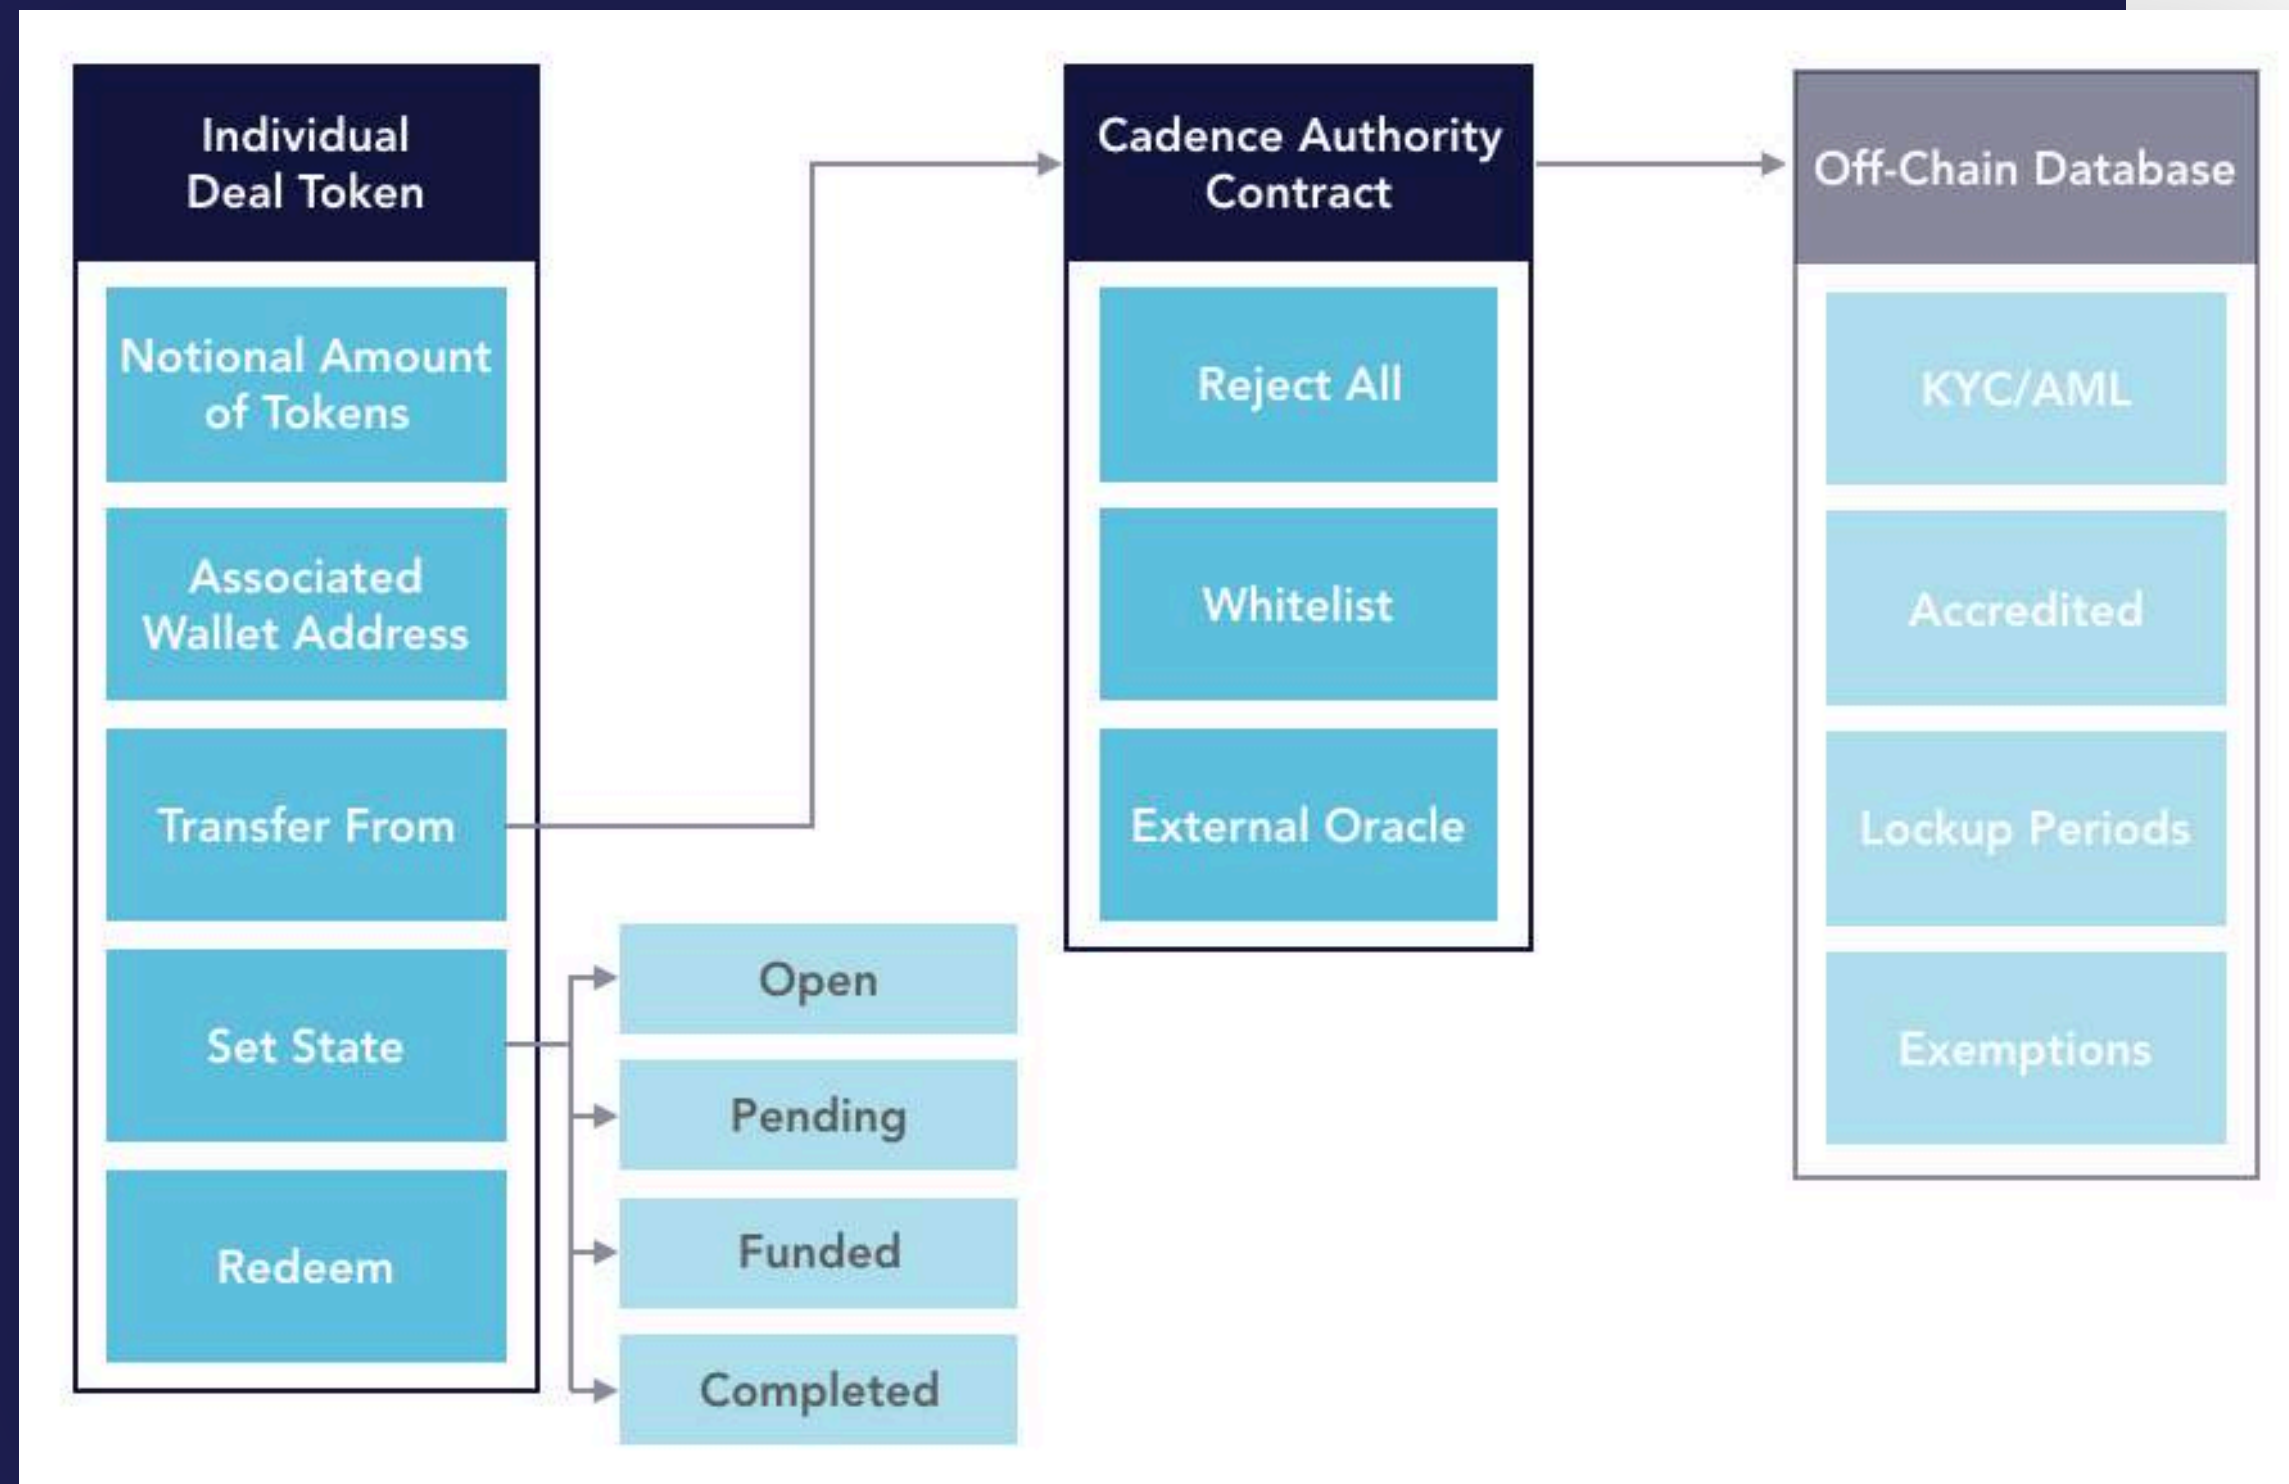 Individual
Deal Token
Notional Amount
of Tokens
Associated
Wallet Address
Transfer From
Set State
Redeem
Open
Pending
Funded
Completed
Cadence Authority
Contract
Reject All
Whitelist
External Oracle
Off-Chain Database
KYC/AML
Accredited
Lockup Periods
Exemptions